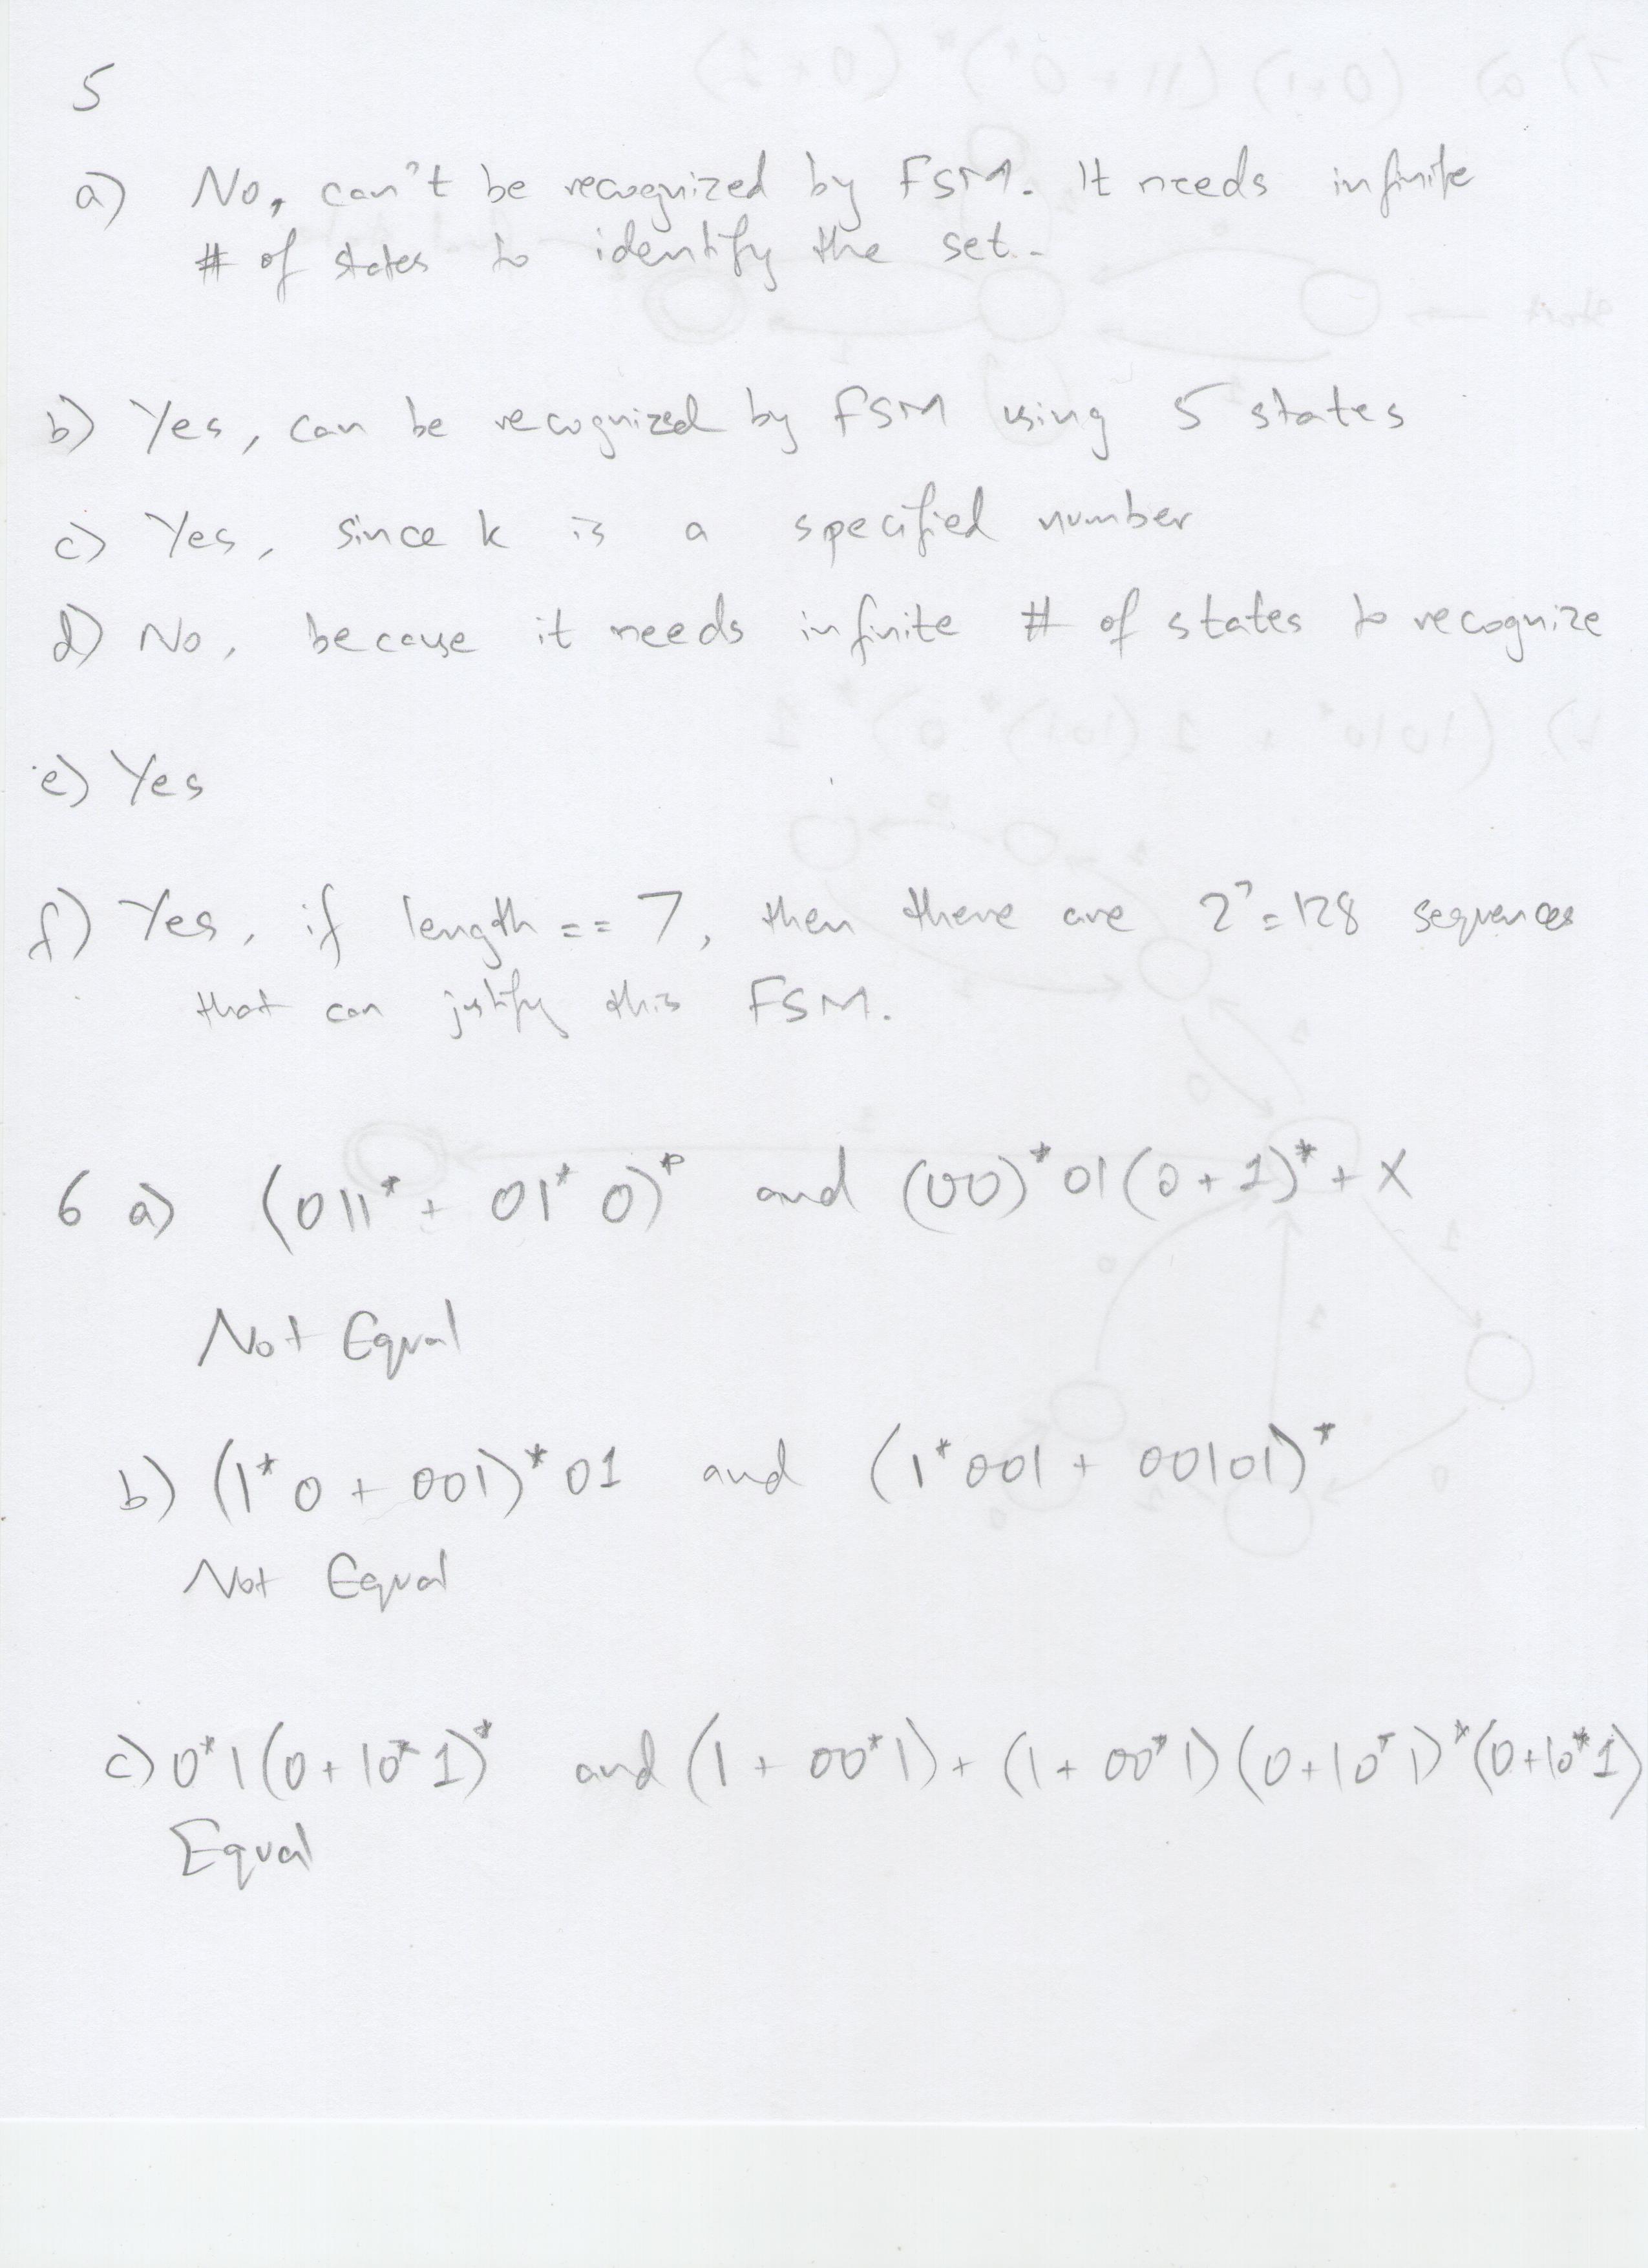 5
a) No, can't be recognized by FSM. It needs infinite
# of states to identify the set.
b) Yes, can be recognized by FSM using 5 states
c) Yes, since k is a specified number
d) No, because it needs infinite # of states to recognize
e) Yes
f) Yes, if length == 7, then there are 2^7 = 128 sequences
that can justify this FSM.
6 a) (011* + 01*0)* and (00)*01(0+1)* + X
Not Equal
b) (1*0 + 001)*01 and (1*001 + 00101)*
Not Equal
c) 0*1(0+10*1)* and (1+00*1)+(1+00*1)(0+10*1)*(0+10*1)
Equal